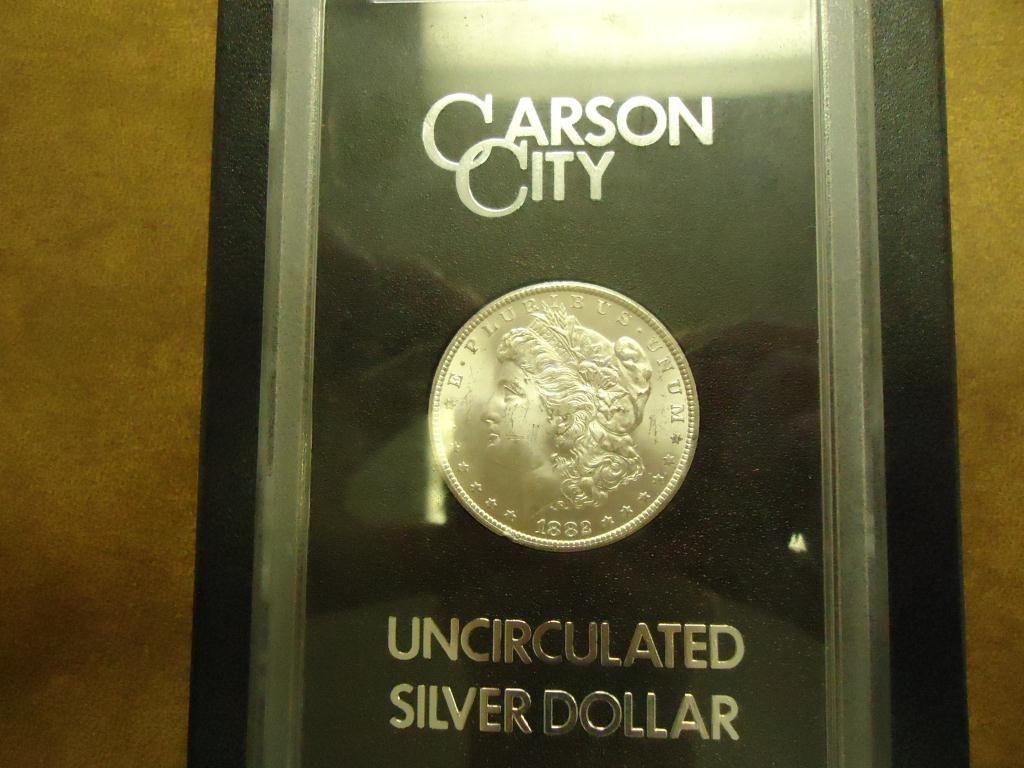 CARSON
CITY
E·PLURIBUS·UNUM
1882
UNCIRCULATED
SILVER DOLLAR